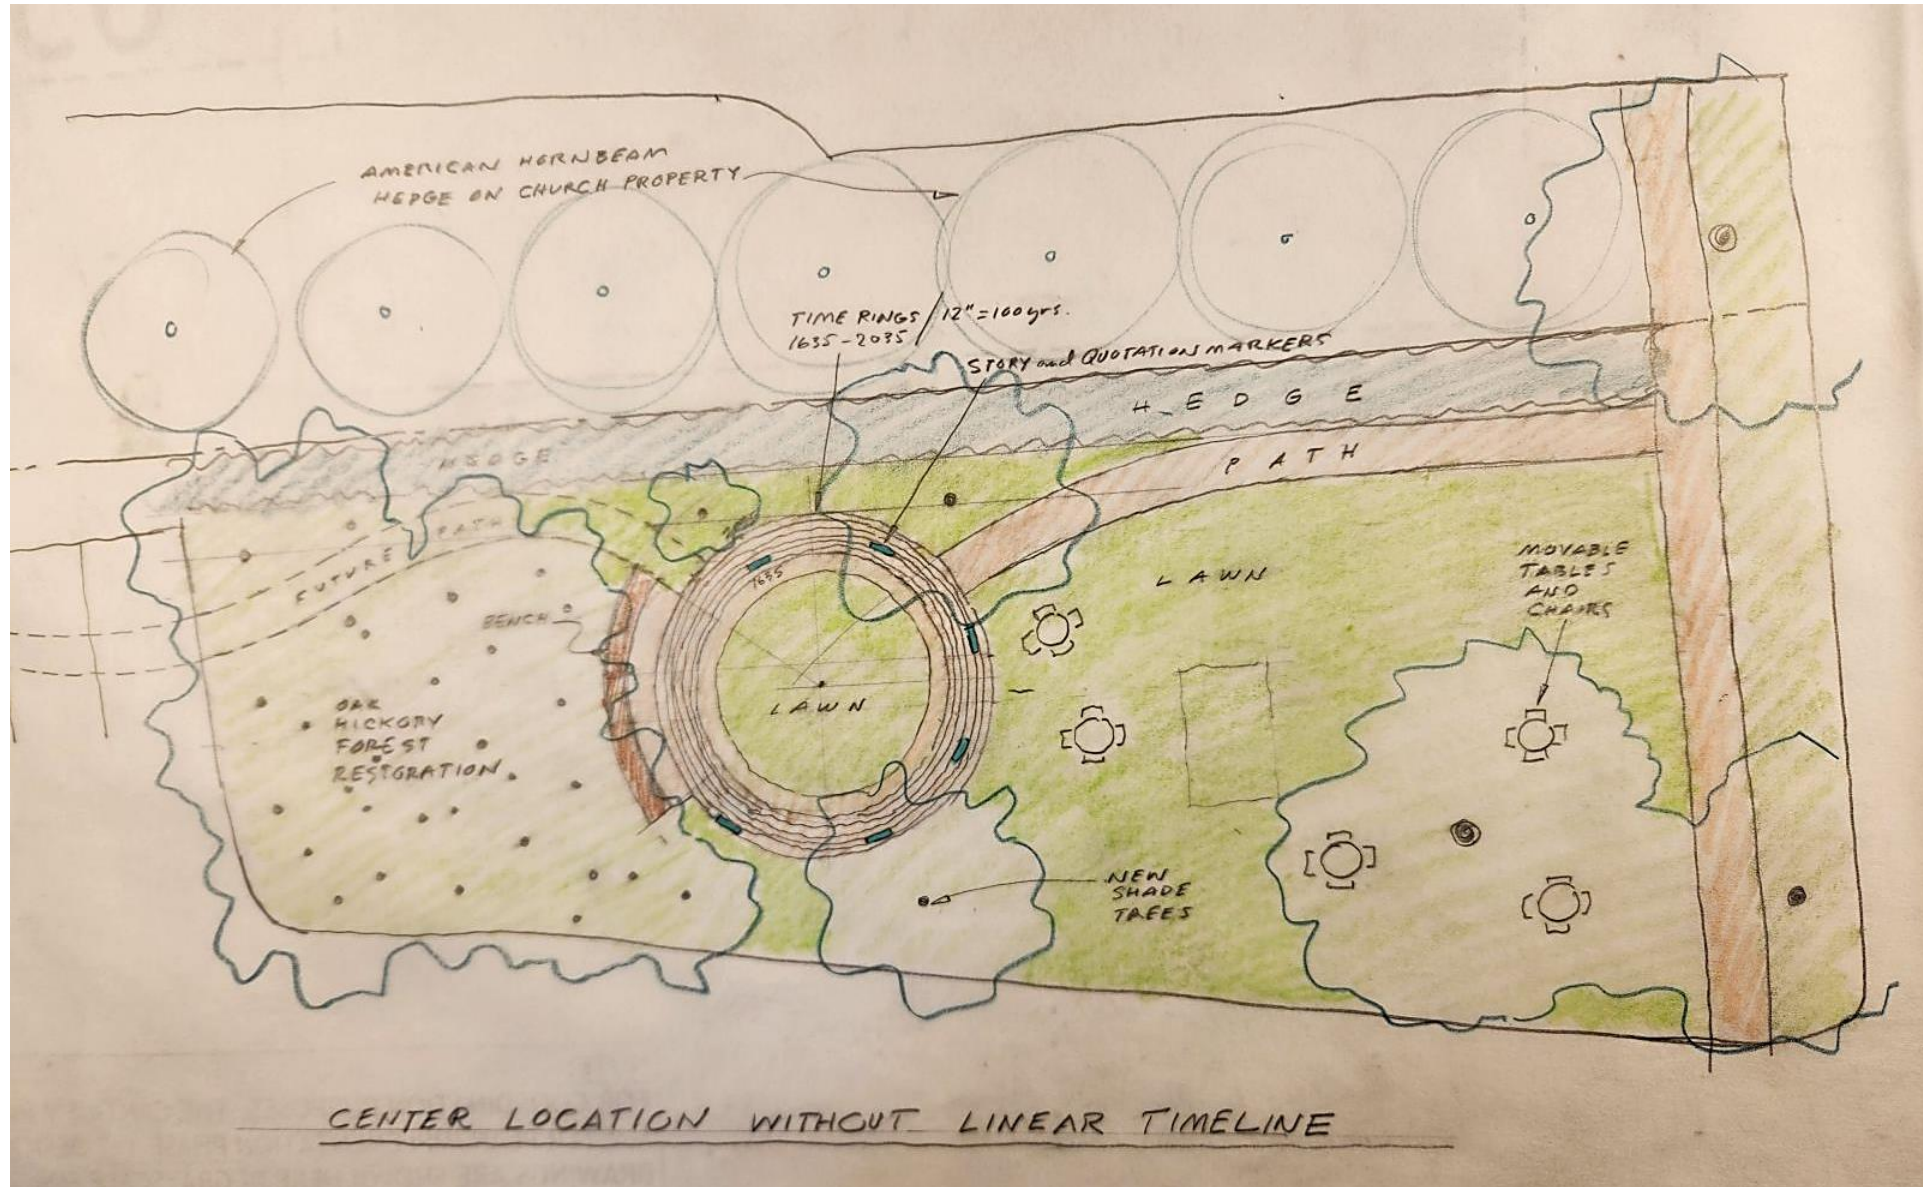 AMERICAN HORNBEAM
HEDGE ON CHURCH PROPERTY
TIME RINGS / 12"=100yrs.
1635-2035
STORY and QUOTATION MARKERS
HEDGE
HEDGE
PATH
FUTURE PATH
1635
BENCH
LAWN
LAWN
MOVABLE
TABLES
AND
CHAIRS
OAK
HICKORY
FOREST
RESTORATION
NEW
SHADE
TREES
CENTER LOCATION WITHOUT LINEAR TIMELINE